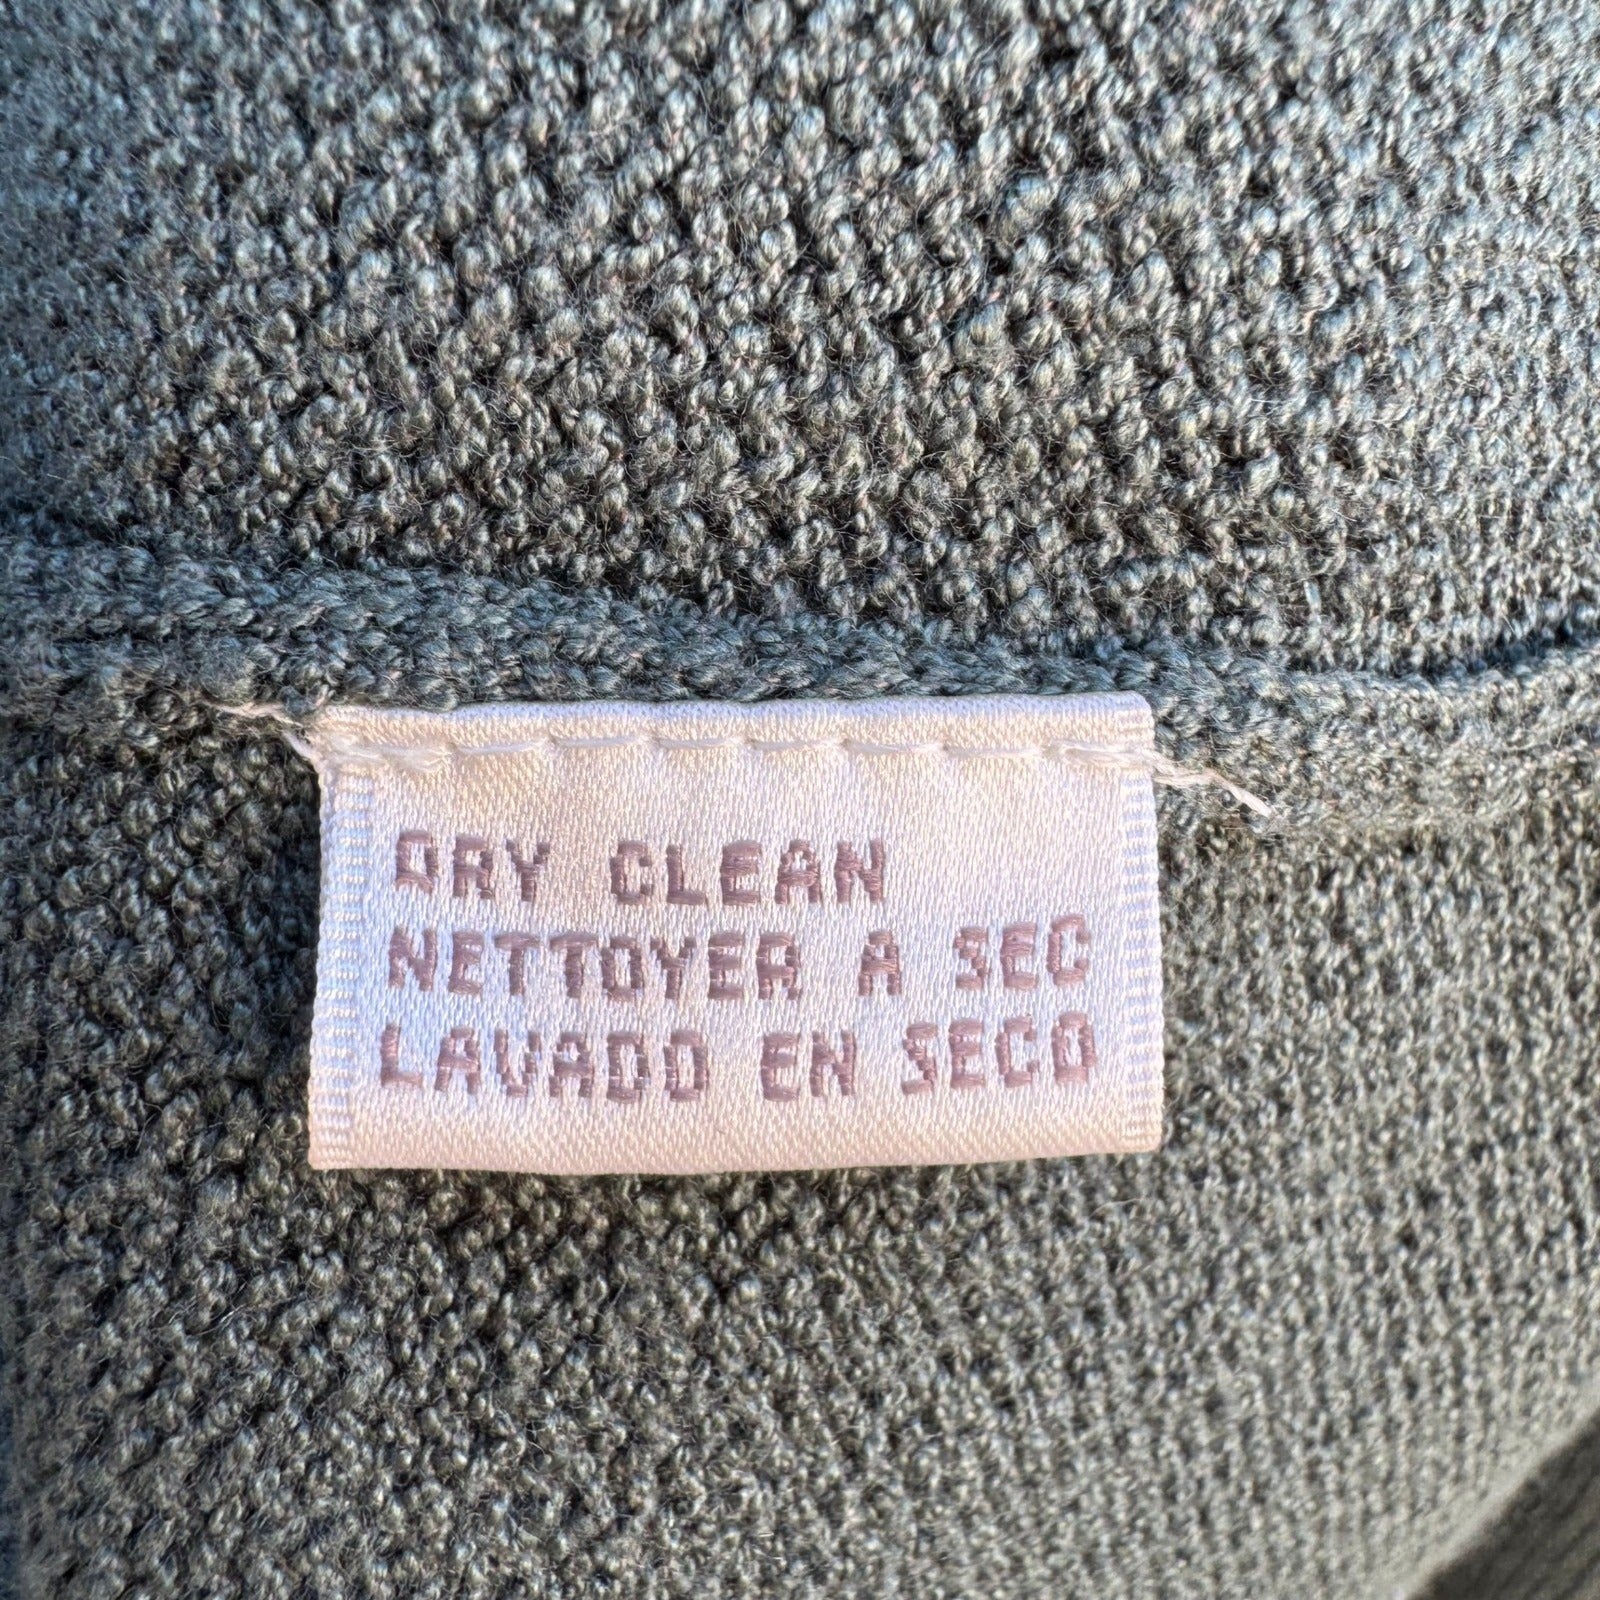 DRY CLEAN
NETTOYER A SEC
LAVADO EN SECO